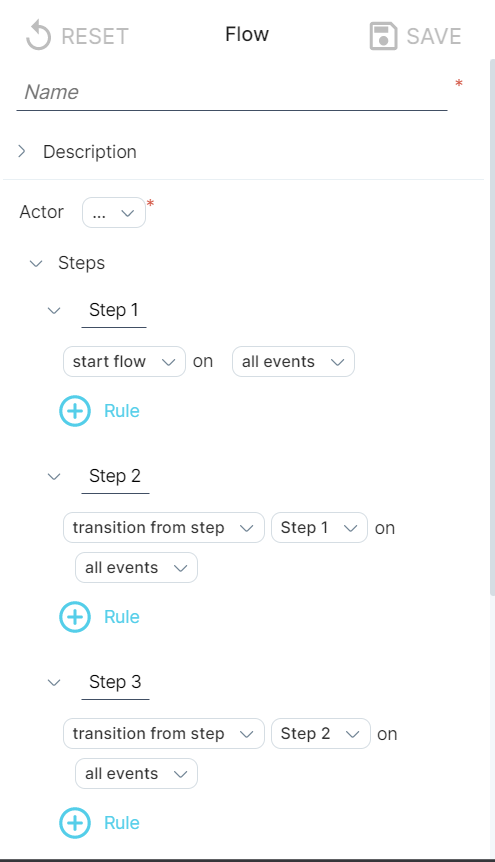 RESET Flow SAVE
Name *
Description
Actor ... *
Steps
Step 1
start flow on all events
Rule
Step 2
transition from step Step 1 on
all events
Rule
Step 3
transition from step Step 2 on
all events
Rule